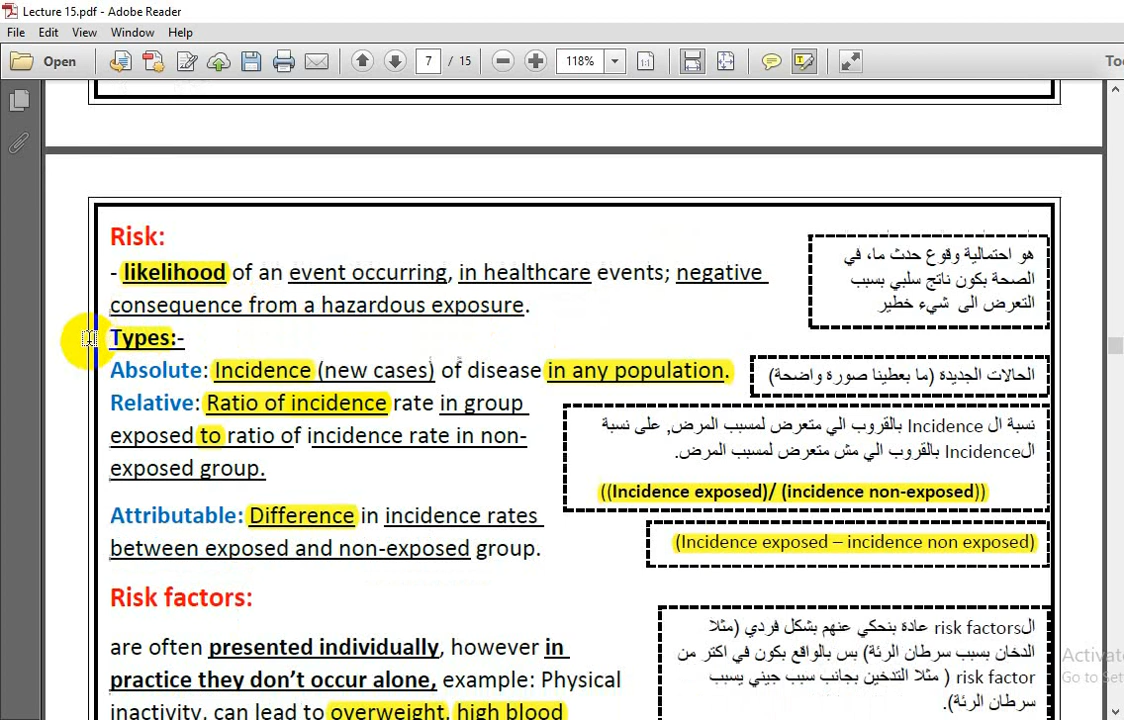 Lecture 15.pdf - Adobe Reader
File Edit View Window Help
Open 7 / 15 118% 1:1
Risk:
- likelihood of an event occurring, in healthcare events; negative
consequence from a hazardous exposure.
هو احتمالية وقوع حدث ما، في
الصحة بكون ناتج سلبي بسبب
التعرض الى شيء خطير
Types:-
Absolute: Incidence (new cases) of disease in any population.
الحالات الجديدة (ما بعطينا صورة واضحة)
Relative: Ratio of incidence rate in group
exposed to ratio of incidence rate in non-
exposed group.
نسبة ال Incidence بالقروب الي متعرض لمسبب المرض, على نسبة
الIncidence بالقروب الي مش متعرض لمسبب المرض.
((Incidence exposed)/ (incidence non-exposed))
Attributable: Difference in incidence rates
between exposed and non-exposed group.
(Incidence exposed – incidence non exposed)
Risk factors:
are often presented individually, however in
practice they don't occur alone, example: Physical
inactivity, can lead to overweight, high blood
الrisk factors عادة بنحكي عنهم بشكل فردي (مثلا
الدخان بسبب سرطان الرئة) بس بالواقع بكون في اكتر من
risk factor ( مثلا التدخين بجانب سبب جيني يسبب
سرطان الرئة).